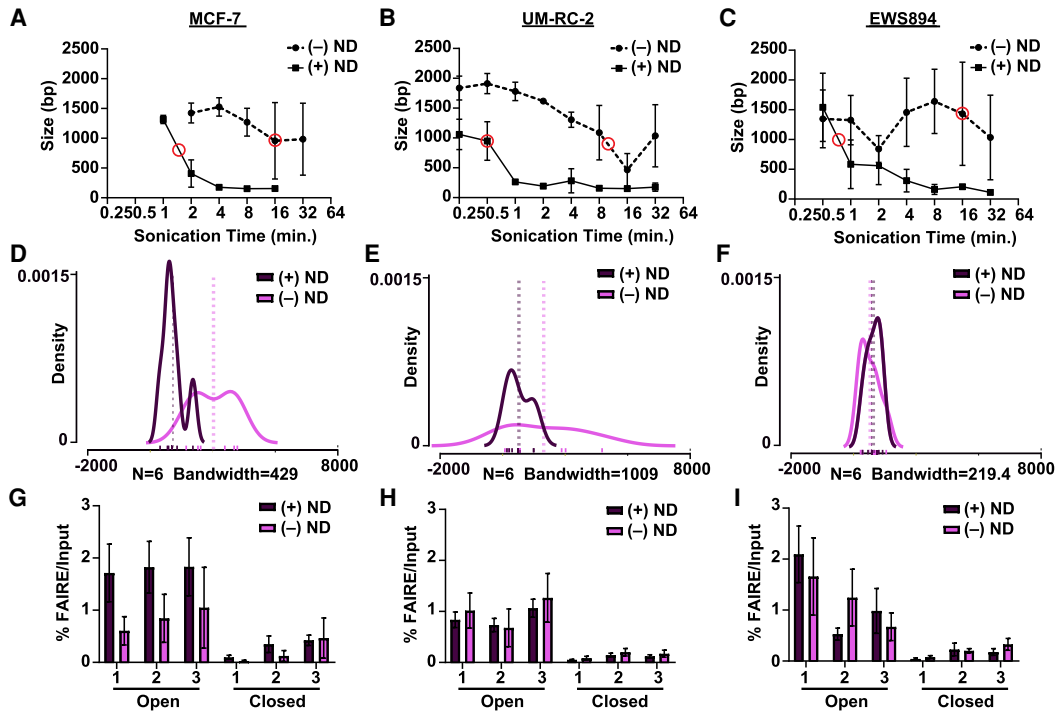 A
MCF-7
2500
2000
1500
1000
500
0
Size (bp)
(–) ND
(+) ND
0.25
0.5
1
2
4
8
16
32
64
Sonication Time (min.)
B
UM-RC-2
2500
2000
1500
1000
500
0
Size (bp)
(–) ND
(+) ND
0.25
0.5
1
2
4
8
16
32
64
Sonication Time (min.)
C
EWS894
2500
2000
1500
1000
500
0
Size (bp)
(–) ND
(+) ND
0.25
0.5
1
2
4
8
16
32
64
Sonication Time (min.)
D
0.0015
0
Density
(+) ND
(–) ND
-2000
8000
N=6 Bandwidth=429
E
0.0015
0
Density
(+) ND
(–) ND
-2000
8000
N=6 Bandwidth=1009
F
0.0015
0
Density
(+) ND
(–) ND
-2000
8000
N=6 Bandwidth=219.4
G
3
2
1
0
% FAIRE/Input
(+) ND
(–) ND
1 2 3 1 2 3
Open Closed
H
3
2
1
0
% FAIRE/Input
(+) ND
(–) ND
1 2 3 1 2 3
Open Closed
I
3
2
1
0
% FAIRE/Input
(+) ND
(–) ND
1 2 3 1 2 3
Open Closed